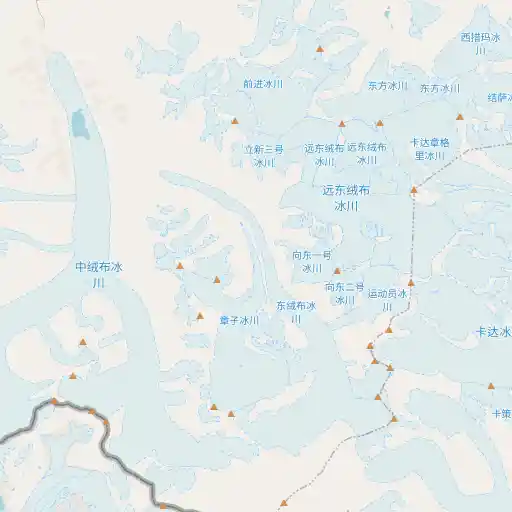 西措玛冰
川
前进冰川
东方冰川
东方冰川
结萨冰
立新三号
冰川
远东绒布
冰川
远东绒布
冰川
卡达章格
里冰川
远东绒布
冰川
中绒布冰
川
向东一号
冰川
向东二号
冰川
运动员冰
川
章子冰川
东绒布冰
川
卡达冰
卡策